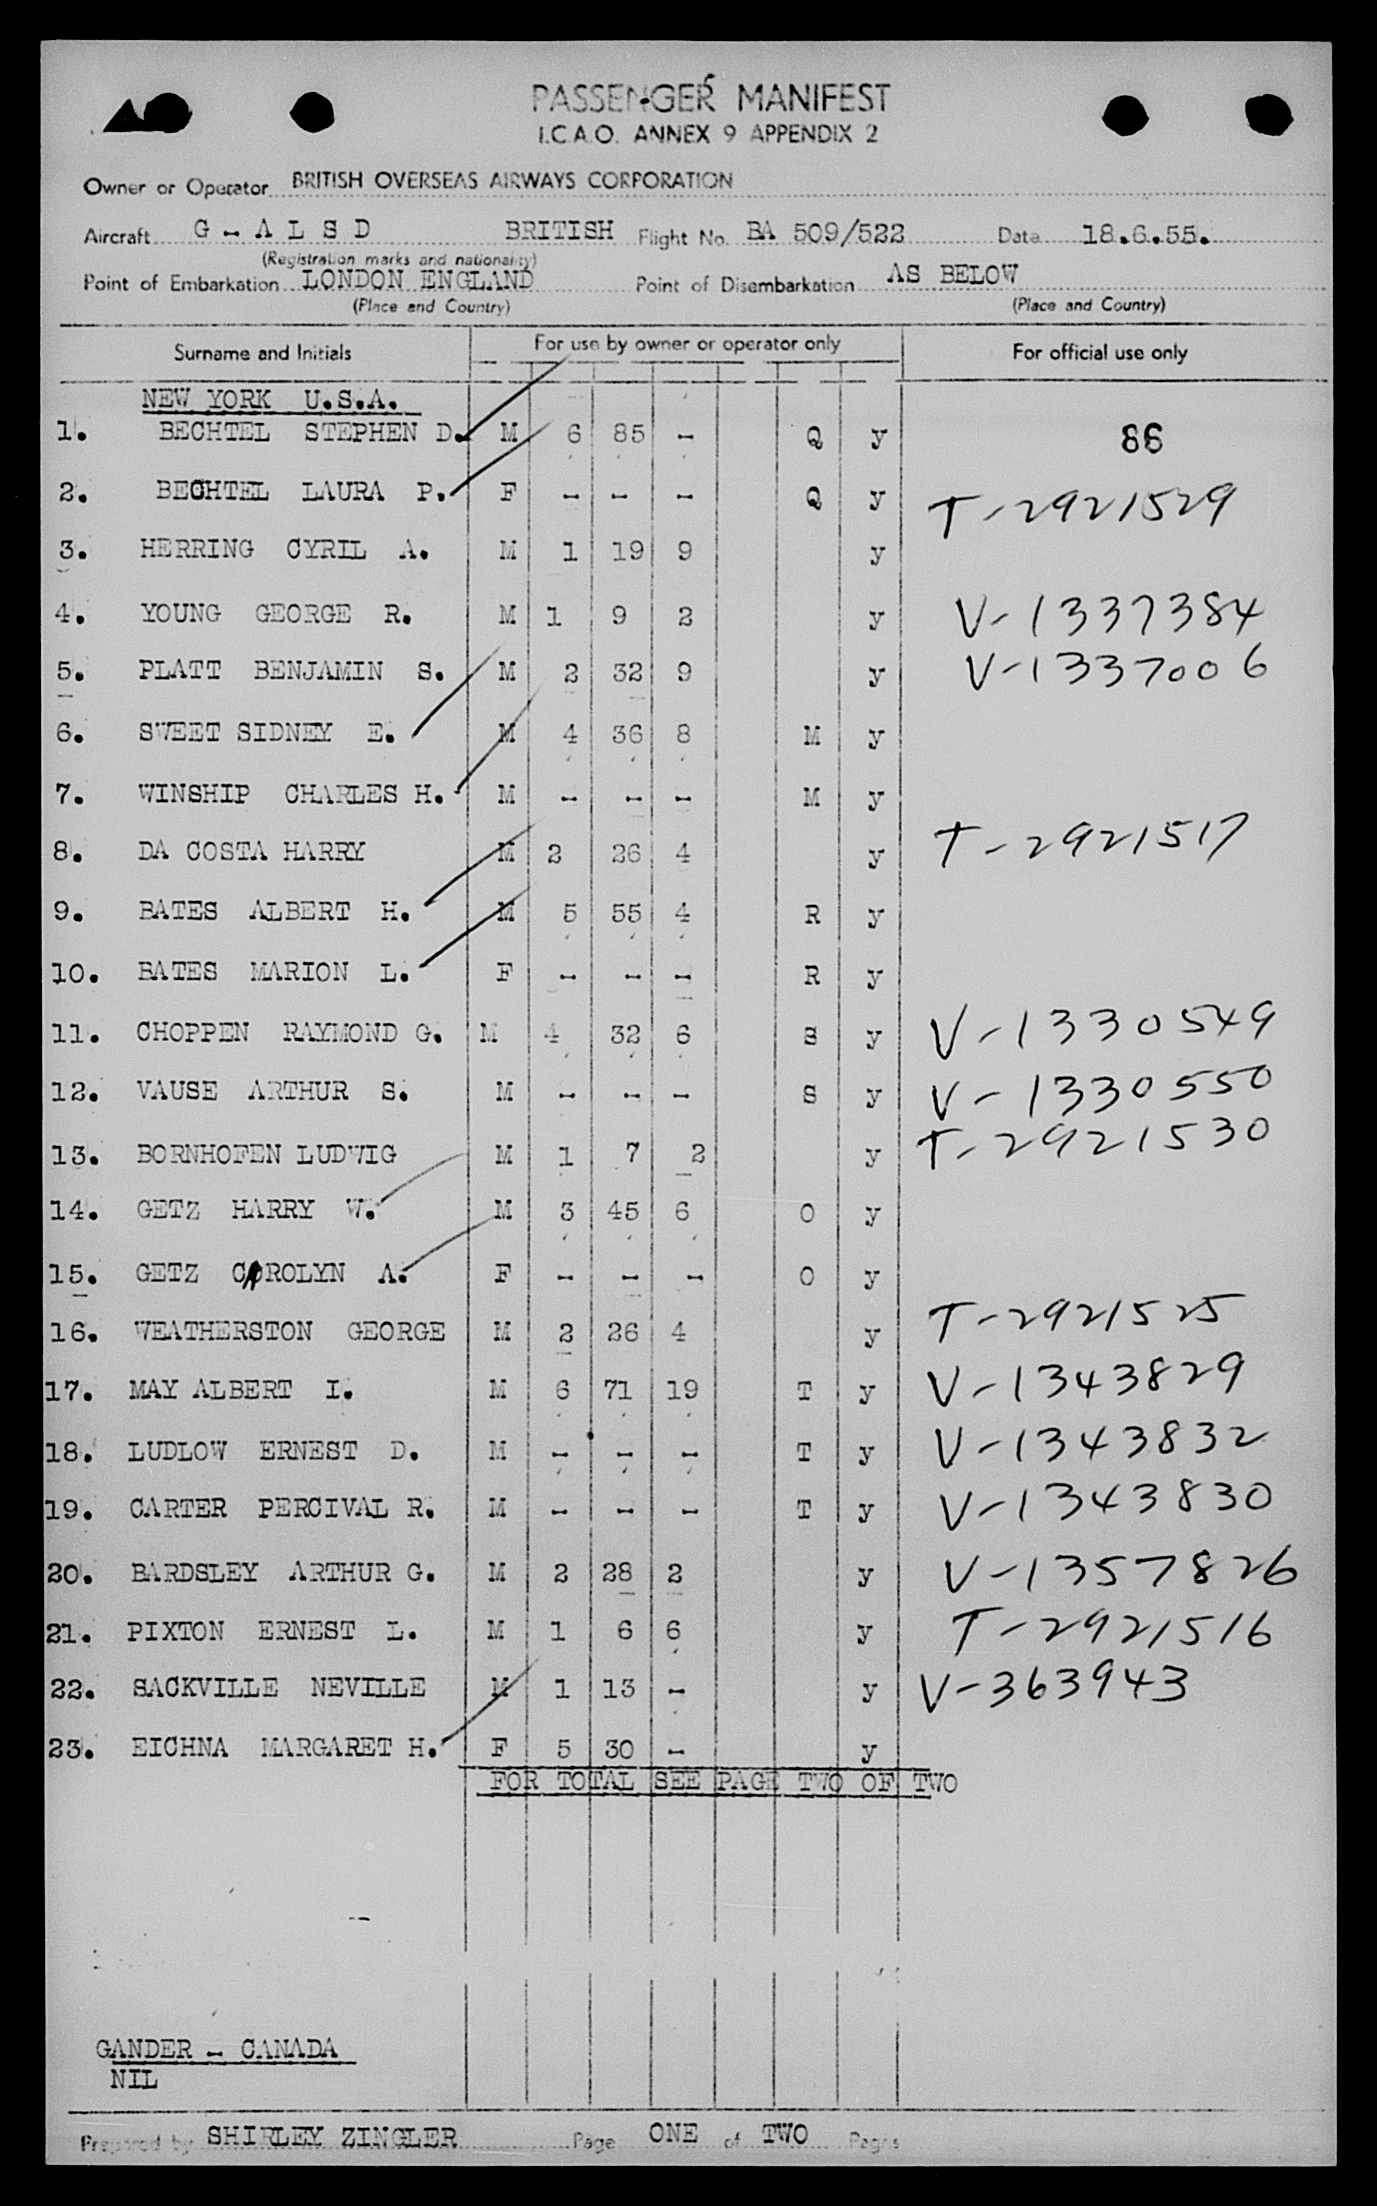 PASSENGER MANIFEST
I.C.A.O. ANNEX 9 APPENDIX 2
Owner or Operator BRITISH OVERSEAS AIRWAYS CORPORATION
Aircraft G - A L S D BRITISH Flight No. BA 509/522 Date 18.6.55.
(Registration marks and nationality)
Point of Embarkation LONDON ENGLAND Point of Disembarkation AS BELOW
(Place and Country) (Place and Country)
Surname and Initials For use by owner or operator only For official use only
NEW YORK U.S.A.
1. BECHTEL STEPHEN D. M 6 85 - Q y 86
2. BECHTEL LAURA P. F - - - Q y T-2921529
3. HERRING CYRIL A. M 1 19 9 y
4. YOUNG GEORGE R. M 1 9 2 y V-1337384
5. PLATT BENJAMIN S. M 2 32 9 y V-1337006
6. SWEET SIDNEY E. M 4 36 8 M y
7. WINSHIP CHARLES H. M - - - M y
8. DA COSTA HARRY M 2 26 4 y T-2921517
9. BATES ALBERT H. M 5 55 4 R y
10. BATES MARION L. F - - - R y
11. CHOPPEN RAYMOND G. M 4 32 6 S y V-1330549
12. VAUSE ARTHUR S. M - - - S y V-1330550
13. BORNHOFEN LUDWIG M 1 7 2 y T-2921530
14. GETZ HARRY W. M 3 45 6 O y
15. GETZ CAROLYN A. F - - - O y
16. WEATHERSTON GEORGE M 2 26 4 y T-2921525
17. MAY ALBERT I. M 6 71 19 T y V-1343829
18. LUDLOW ERNEST D. M - - - T y V-1343832
19. CARTER PERCIVAL R. M - - - T y V-1343830
20. BARDSLEY ARTHUR G. M 2 28 2 y V-1357826
21. PIXTON ERNEST L. M 1 6 6 y T-2921516
22. SACKVILLE NEVILLE M 1 13 - y V-363943
23. EICHNA MARGARET H. F 5 30 - y
FOR TOTAL SEE PAGE TWO OF TWO
GANDER - CANADA
NIL
Prepared by SHIRLEY ZINGLER Page ONE of TWO Pages